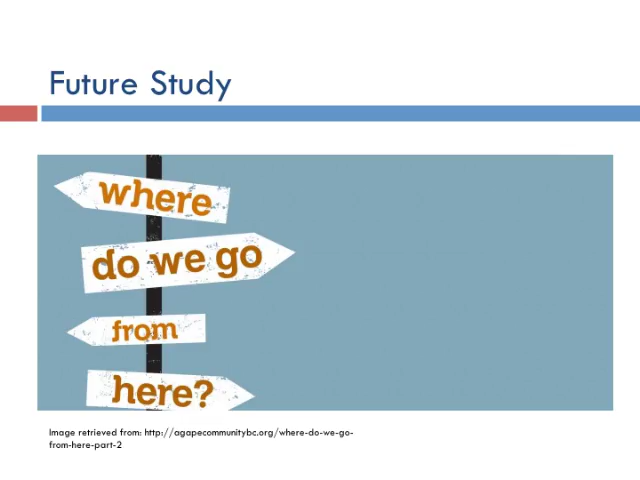 Future Study
where
do we go
from
here?
Image retrieved from: http://agapecommunitybc.org/where-do-we-go-
from-here-part-2